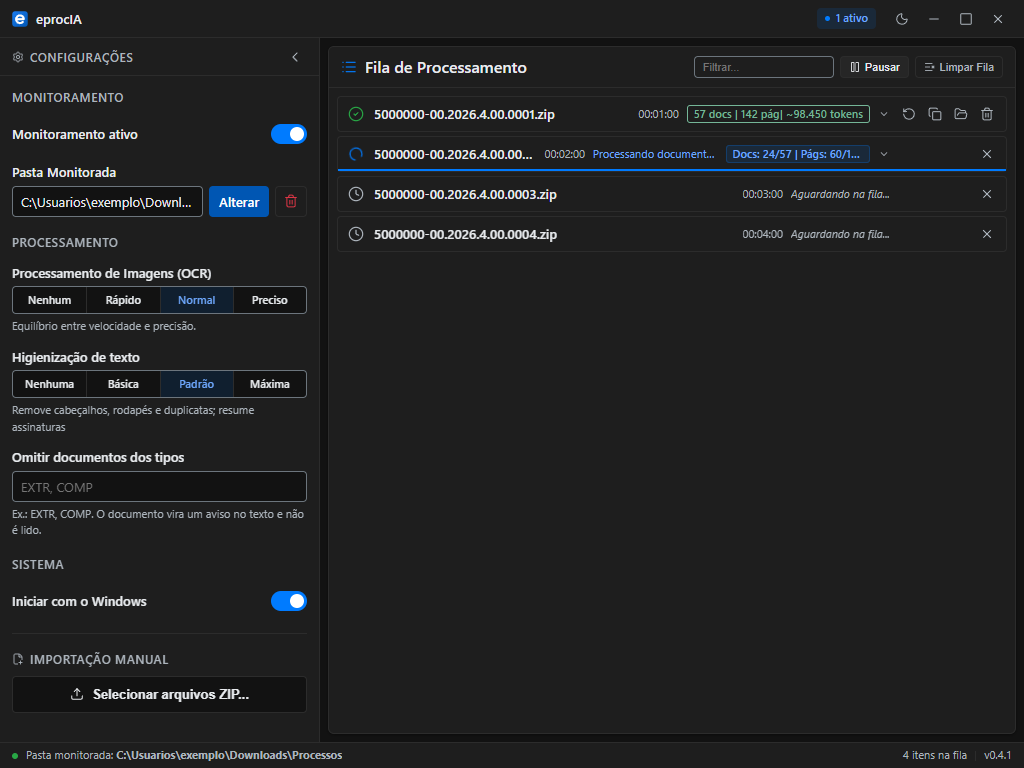 eprocIA
1 ativo
CONFIGURAÇÕES
MONITORAMENTO
Monitoramento ativo
Pasta Monitorada
C:\Usuarios\exemplo\Downl...
Alterar
PROCESSAMENTO
Processamento de Imagens (OCR)
Nenhum Rápido Normal Preciso
Equilíbrio entre velocidade e precisão.
Higienização de texto
Nenhuma Básica Padrão Máxima
Remove cabeçalhos, rodapés e duplicatas; resume
assinaturas
Omitir documentos dos tipos
EXTR, COMP
Ex.: EXTR, COMP. O documento vira um aviso no texto e não
é lido.
SISTEMA
Iniciar com o Windows
IMPORTAÇÃO MANUAL
Selecionar arquivos ZIP...
Fila de Processamento
Filtrar...
Pausar
Limpar Fila
5000000-00.2026.4.00.0001.zip 00:01:00 57 docs | 142 pág| ~98.450 tokens
5000000-00.2026.4.00.00... 00:02:00 Processando document... Docs: 24/57 | Págs: 60/1...
5000000-00.2026.4.00.0003.zip 00:03:00 Aguardando na fila...
5000000-00.2026.4.00.0004.zip 00:04:00 Aguardando na fila...
Pasta monitorada: C:\Usuarios\exemplo\Downloads\Processos
4 itens na fila
v0.4.1